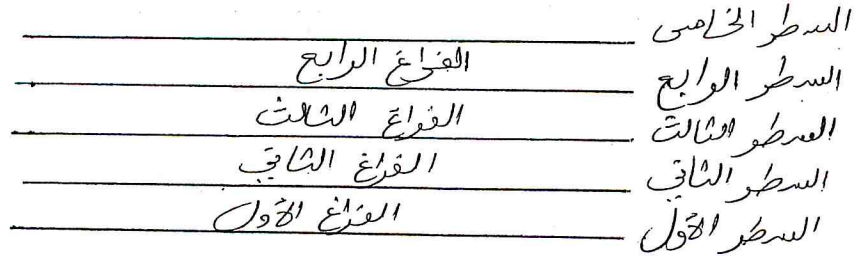 السطر الخامس
الفراغ الرابع
السطر الرابع
الفراغ الثالث
السطر الثالث
الفراغ الثاني
السطر الثاني
الفراغ الأول
السطر الأول